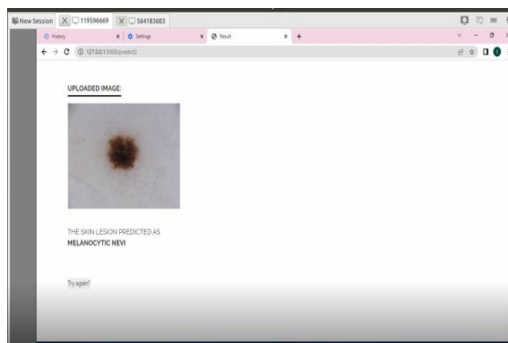 New Session 119596669 564183683
History Settings Result
127.0.0.1:5000/predict2
UPLOADED IMAGE:
THE SKIN LESION PREDICTED AS
MELANOCYTIC NEVI
Try again?